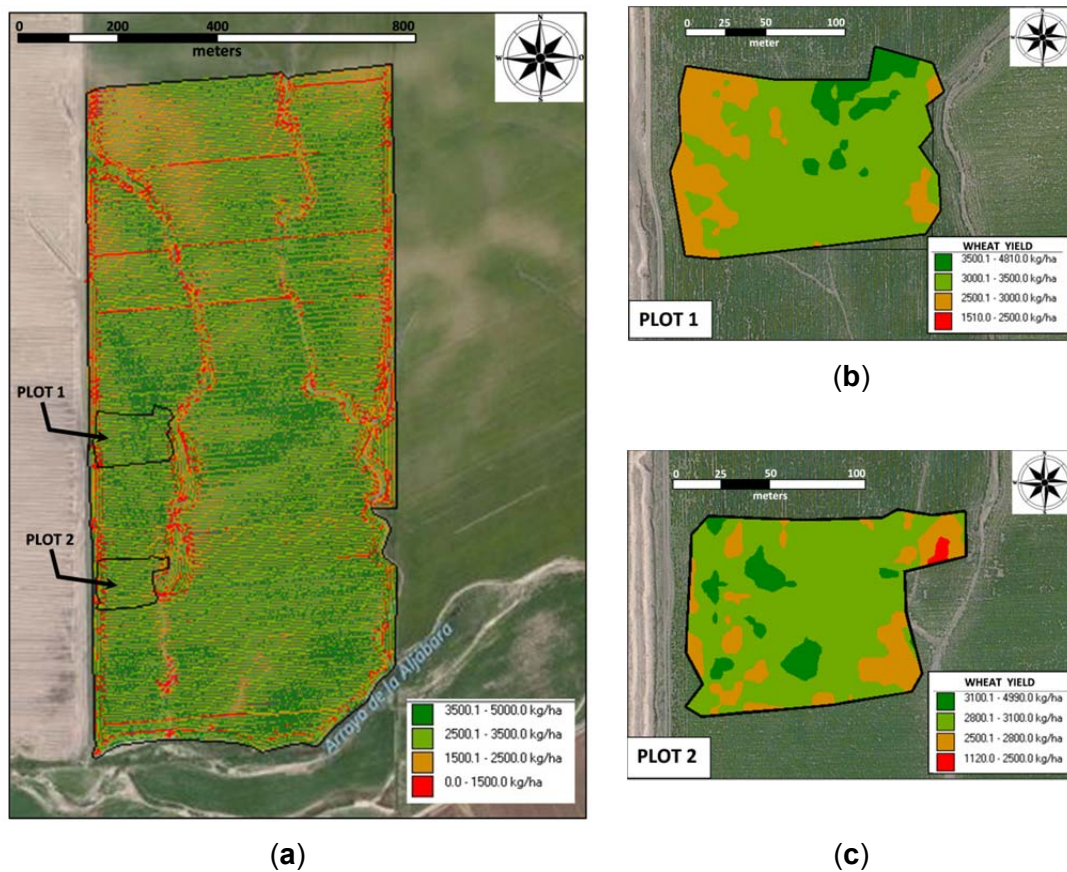 0 200 400 800
meters
N
W O
S
PLOT 1
PLOT 2
Arroyo de la Aljabara
3500.1 - 5000.0 kg/ha
2500.1 - 3500.0 kg/ha
1500.1 - 2500.0 kg/ha
0.0 - 1500.0 kg/ha
(a)
0 25 50 100
meter
N
S
WHEAT YIELD
3500.1 - 4810.0 kg/ha
3000.1 - 3500.0 kg/ha
2500.1 - 3000.0 kg/ha
1510.0 - 2500.0 kg/ha
PLOT 1
(b)
0 25 50 100
meters
N
S
WHEAT YIELD
3100.1 - 4990.0 kg/ha
2800.1 - 3100.0 kg/ha
2500.1 - 2800.0 kg/ha
1120.0 - 2500.0 kg/ha
PLOT 2
(c)